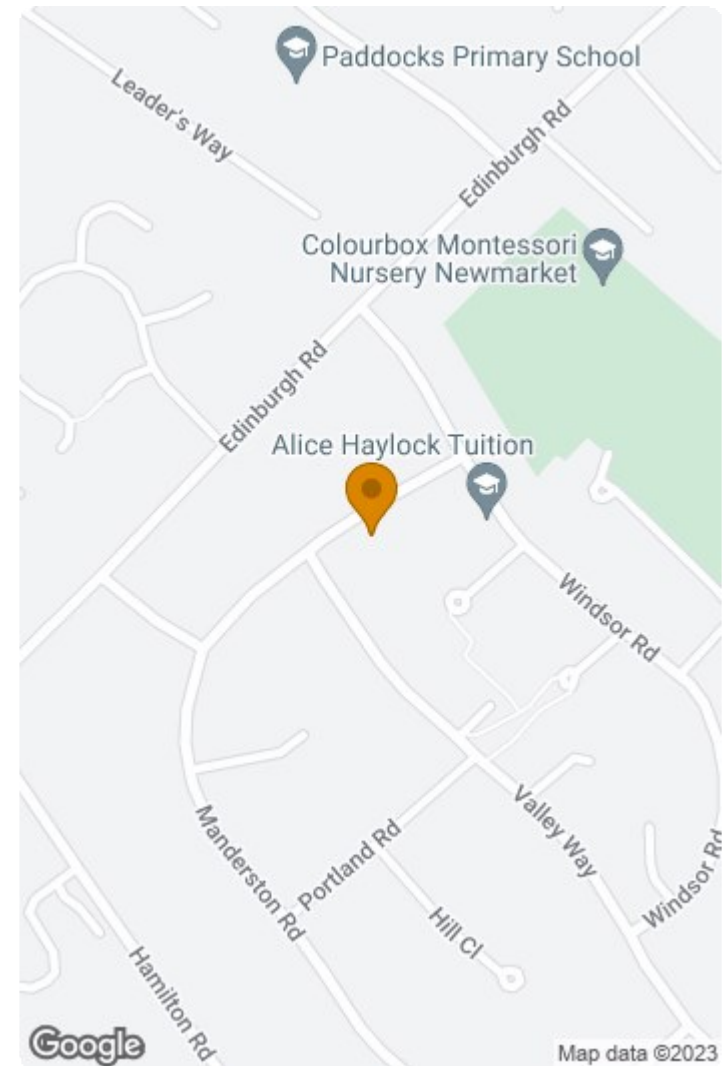 Paddocks Primary School
Leader's Way
Edinburgh Rd
Colourbox Montessori
Nursery Newmarket
Edinburgh Rd
Alice Haylock Tuition
Windsor Rd
Valley Way
Manderston Rd
Portland Rd
Windsor Rd
Hill Cl
Hamilton Rd
Google
Map data ©2023